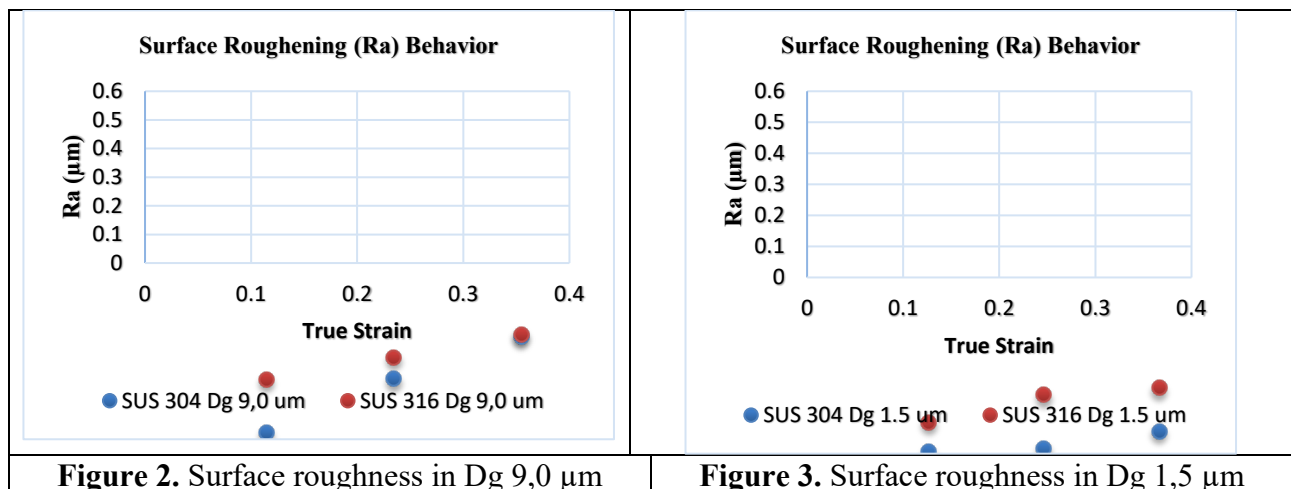 Surface Roughening (Ra) Behavior
Ra (μm)
0.6
0.5
0.4
0.3
0.2
0.1
0
0 0.1 0.2 0.3 0.4
True Strain
SUS 304 Dg 9,0 um SUS 316 Dg 9,0 um
Figure 2. Surface roughness in Dg 9,0 μm
Surface Roughening (Ra) Behavior
Ra (μm)
0.6
0.5
0.4
0.3
0.2
0.1
0
0 0.1 0.2 0.3 0.4
True Strain
SUS 304 Dg 1.5 um SUS 316 Dg 1.5 um
Figure 3. Surface roughness in Dg 1,5 μm